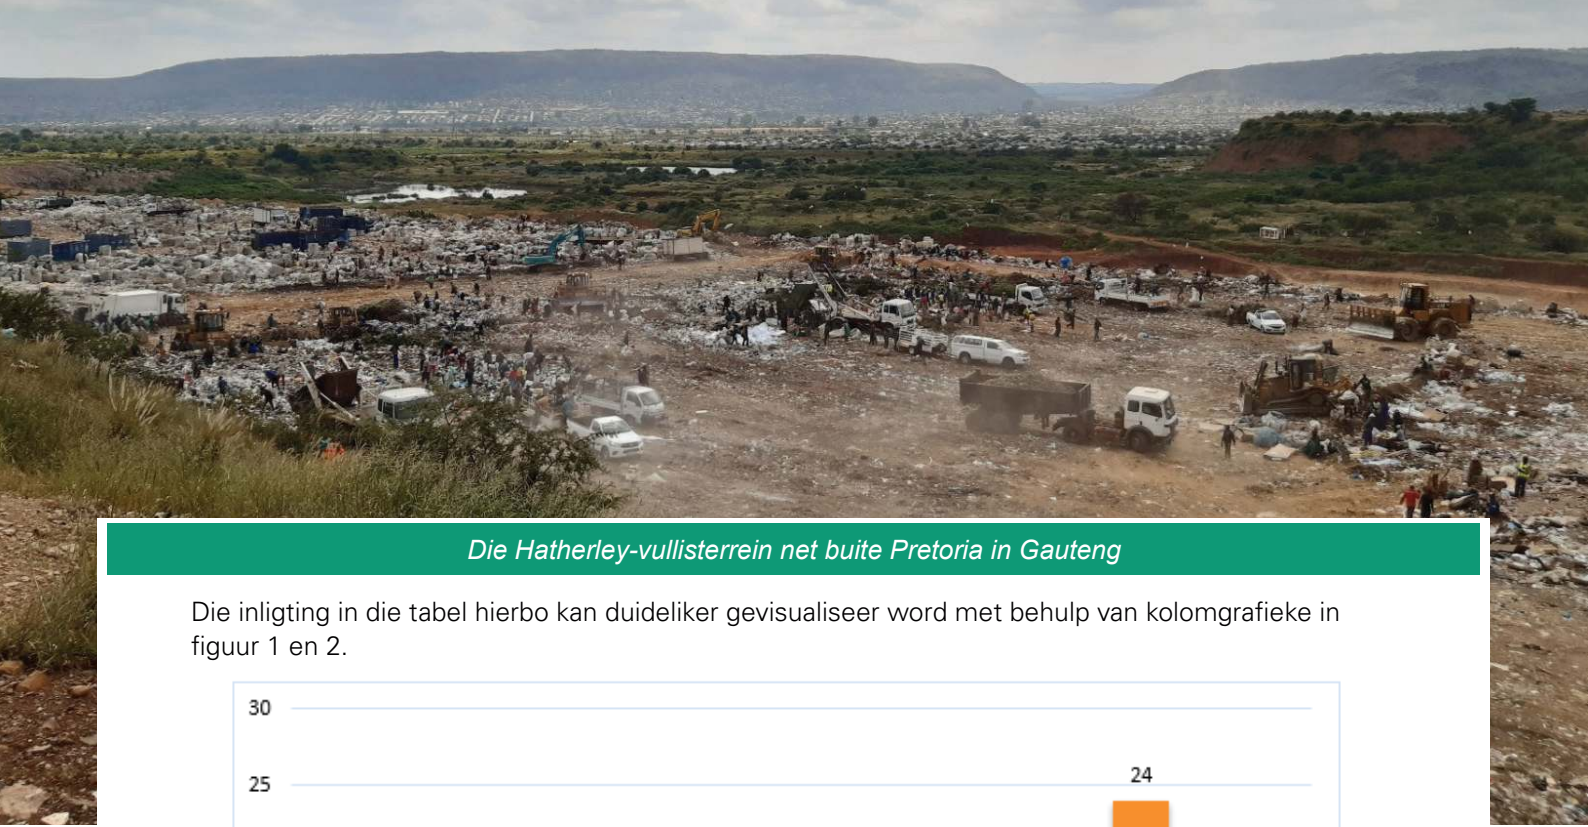 Die Hatherley-vullisterrein net buite Pretoria in Gauteng
Die inligting in die tabel hierbo kan duideliker gevisualiseer word met behulp van kolomgrafieke in
figuur 1 en 2.
30
25
24